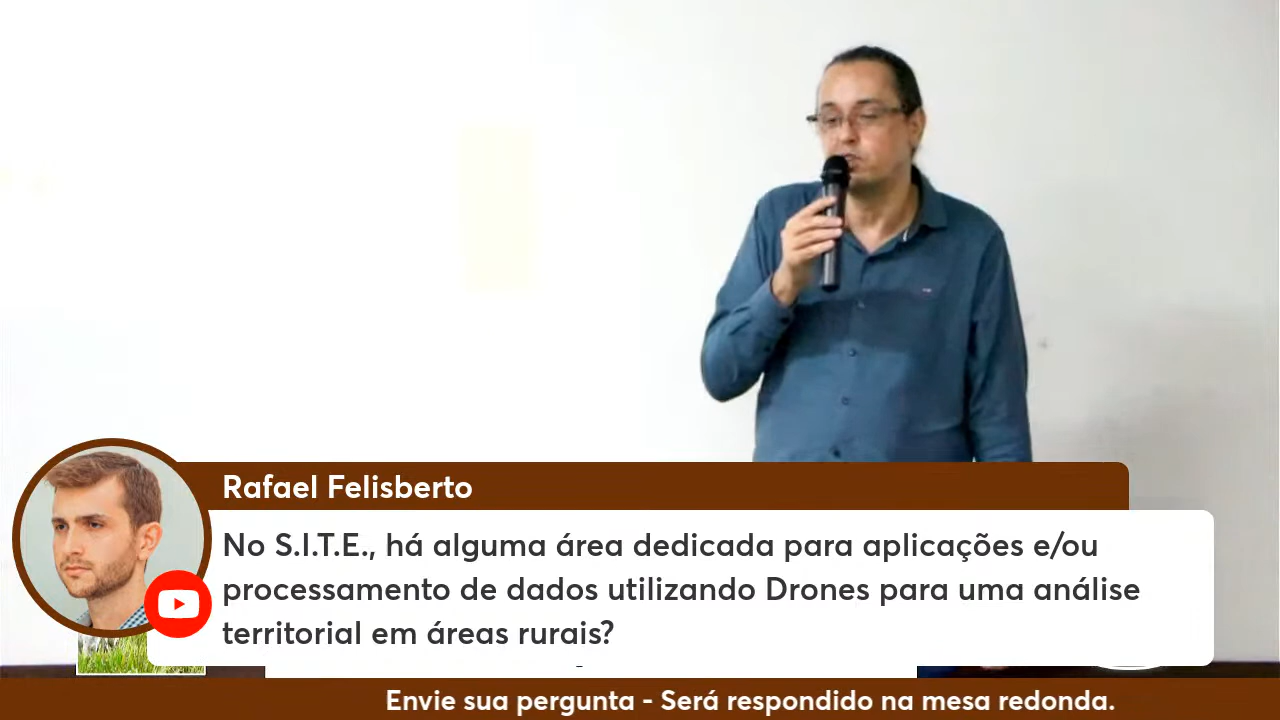 Rafael Felisberto
No S.I.T.E., há alguma área dedicada para aplicações e/ou
processamento de dados utilizando Drones para uma análise
territorial em áreas rurais?
Envie sua pergunta - Será respondido na mesa redonda.